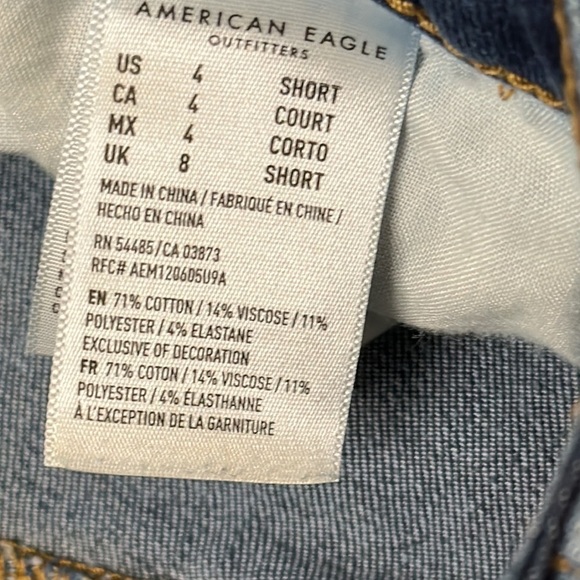 AMERICAN EAGLE
OUTFITTERS
US 4 SHORT
CA 4 COURT
MX 4 CORTO
UK 8 SHORT
MADE IN CHINA / FABRIQUÉ EN CHINE /
HECHO EN CHINA
RN 54485 / CA 03873
RFC# AEM120605U9A
EN 71% COTTON / 14% VISCOSE / 11%
POLYESTER / 4% ELASTANE
EXCLUSIVE OF DECORATION
FR 71% COTON / 14% VISCOSE / 11%
POLYESTER / 4% ÉLASTHANNE
À L'EXCEPTION DE LA GARNITURE